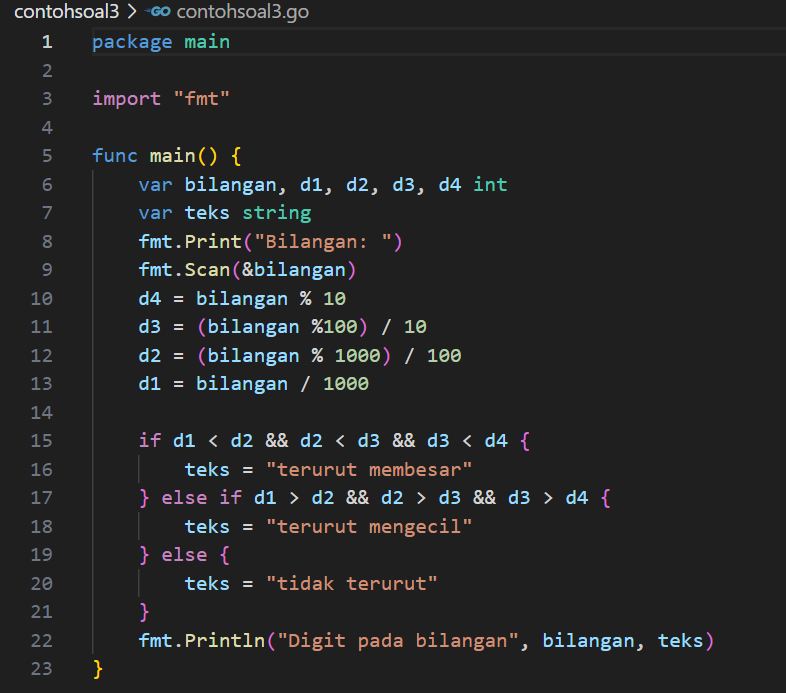 contohsoal3 > GO contohsoal3.go
1 package main
2
3 import "fmt"
4
5 func main() {
6 var bilangan, d1, d2, d3, d4 int
7 var teks string
8 fmt.Print("Bilangan: ")
9 fmt.Scan(&bilangan)
10 d4 = bilangan % 10
11 d3 = (bilangan %100) / 10
12 d2 = (bilangan % 1000) / 100
13 d1 = bilangan / 1000
14
15 if d1 < d2 && d2 < d3 && d3 < d4 {
16 teks = "terurut membesar"
17 } else if d1 > d2 && d2 > d3 && d3 > d4 {
18 teks = "terurut mengecil"
19 } else {
20 teks = "tidak terurut"
21 }
22 fmt.Println("Digit pada bilangan", bilangan, teks)
23 }